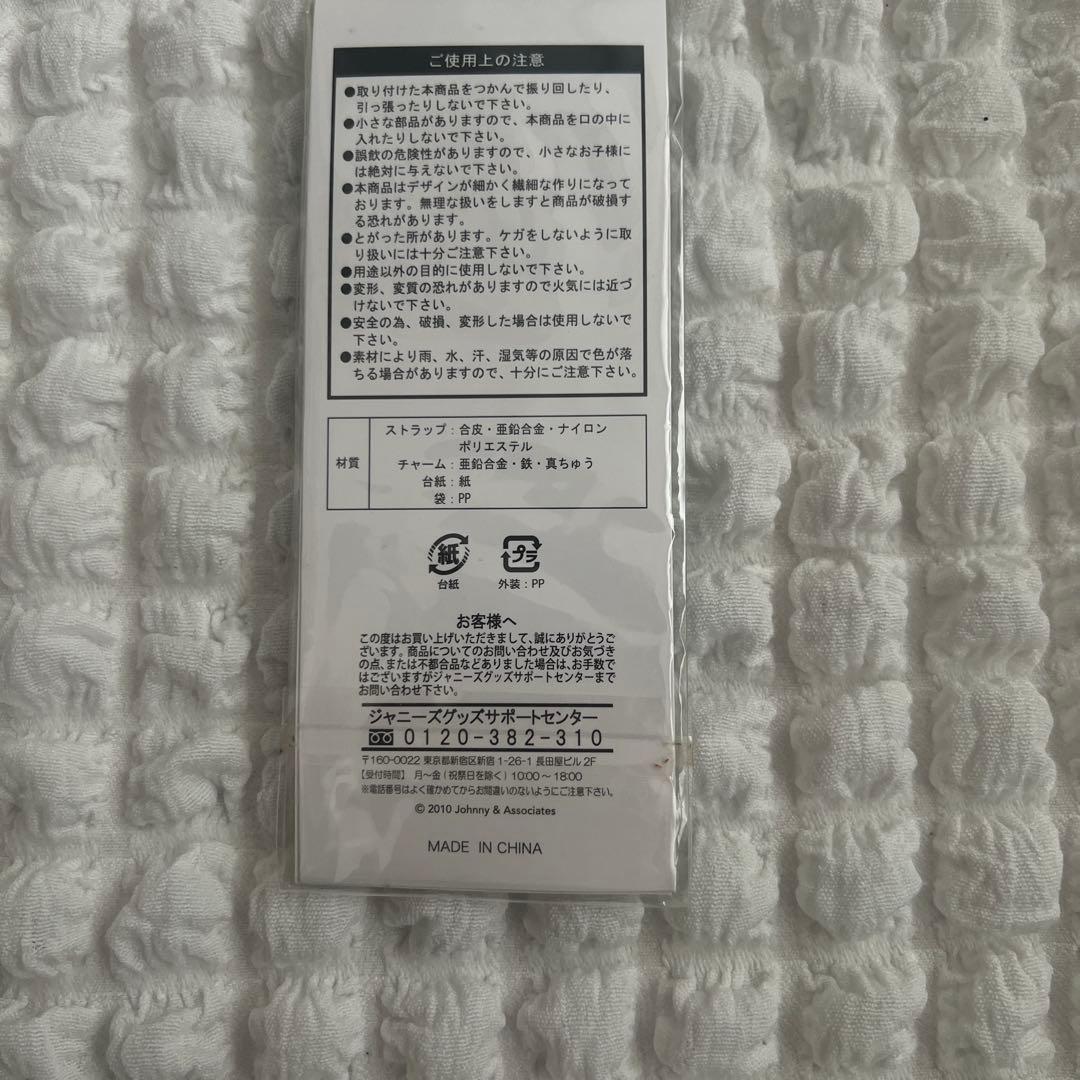 ご使用上の注意
●取り付けた本商品をつかんで振り回したり、
引っ張ったりしないで下さい。
●小さな部品がありますので、本商品を口の中に
入れたりしないで下さい。
●誤飲の危険性がありますので、小さなお子様に
は絶対に与えないで下さい。
●本商品はデザインが細かく繊細な作りになって
おります。無理な扱いをしますと商品が破損す
る恐れがあります。
●とがった所があります。ケガをしないように取
り扱いには十分ご注意下さい。
●用途以外の目的に使用しないで下さい。
●変形、変質の恐れがありますので火気には近づ
けないで下さい。
●安全の為、破損、変形した場合は使用しないで
下さい。
●素材により雨、水、汗、湿気等の原因で色が落
ちる場合がありますので、十分にご注意下さい。
材質
ストラップ：合皮・亜鉛合金・ナイロン
ポリエステル
チャーム：亜鉛合金・鉄・真ちゅう
台紙：紙
袋：PP
紙
プラ
台紙
外装：PP
お客様へ
この度はお買い上げいただきまして、誠にありがとうご
ざいます。商品についてのお問い合わせ及びお気づき
の点、または不都合品などありました場合は、お手数で
はございますがジャニーズグッズサポートセンターまで
お問い合わせ下さい。
ジャニーズグッズサポートセンター
0120-382-310
〒160-0022 東京都新宿区新宿 1-26-1 長田屋ビル 2F
【受付時間】 月～金（祝祭日を除く）10:00～18:00
※電話番号はよく確かめてからお間違いのないようにご注意下さい。
© 2010 Johnny & Associates
MADE IN CHINA